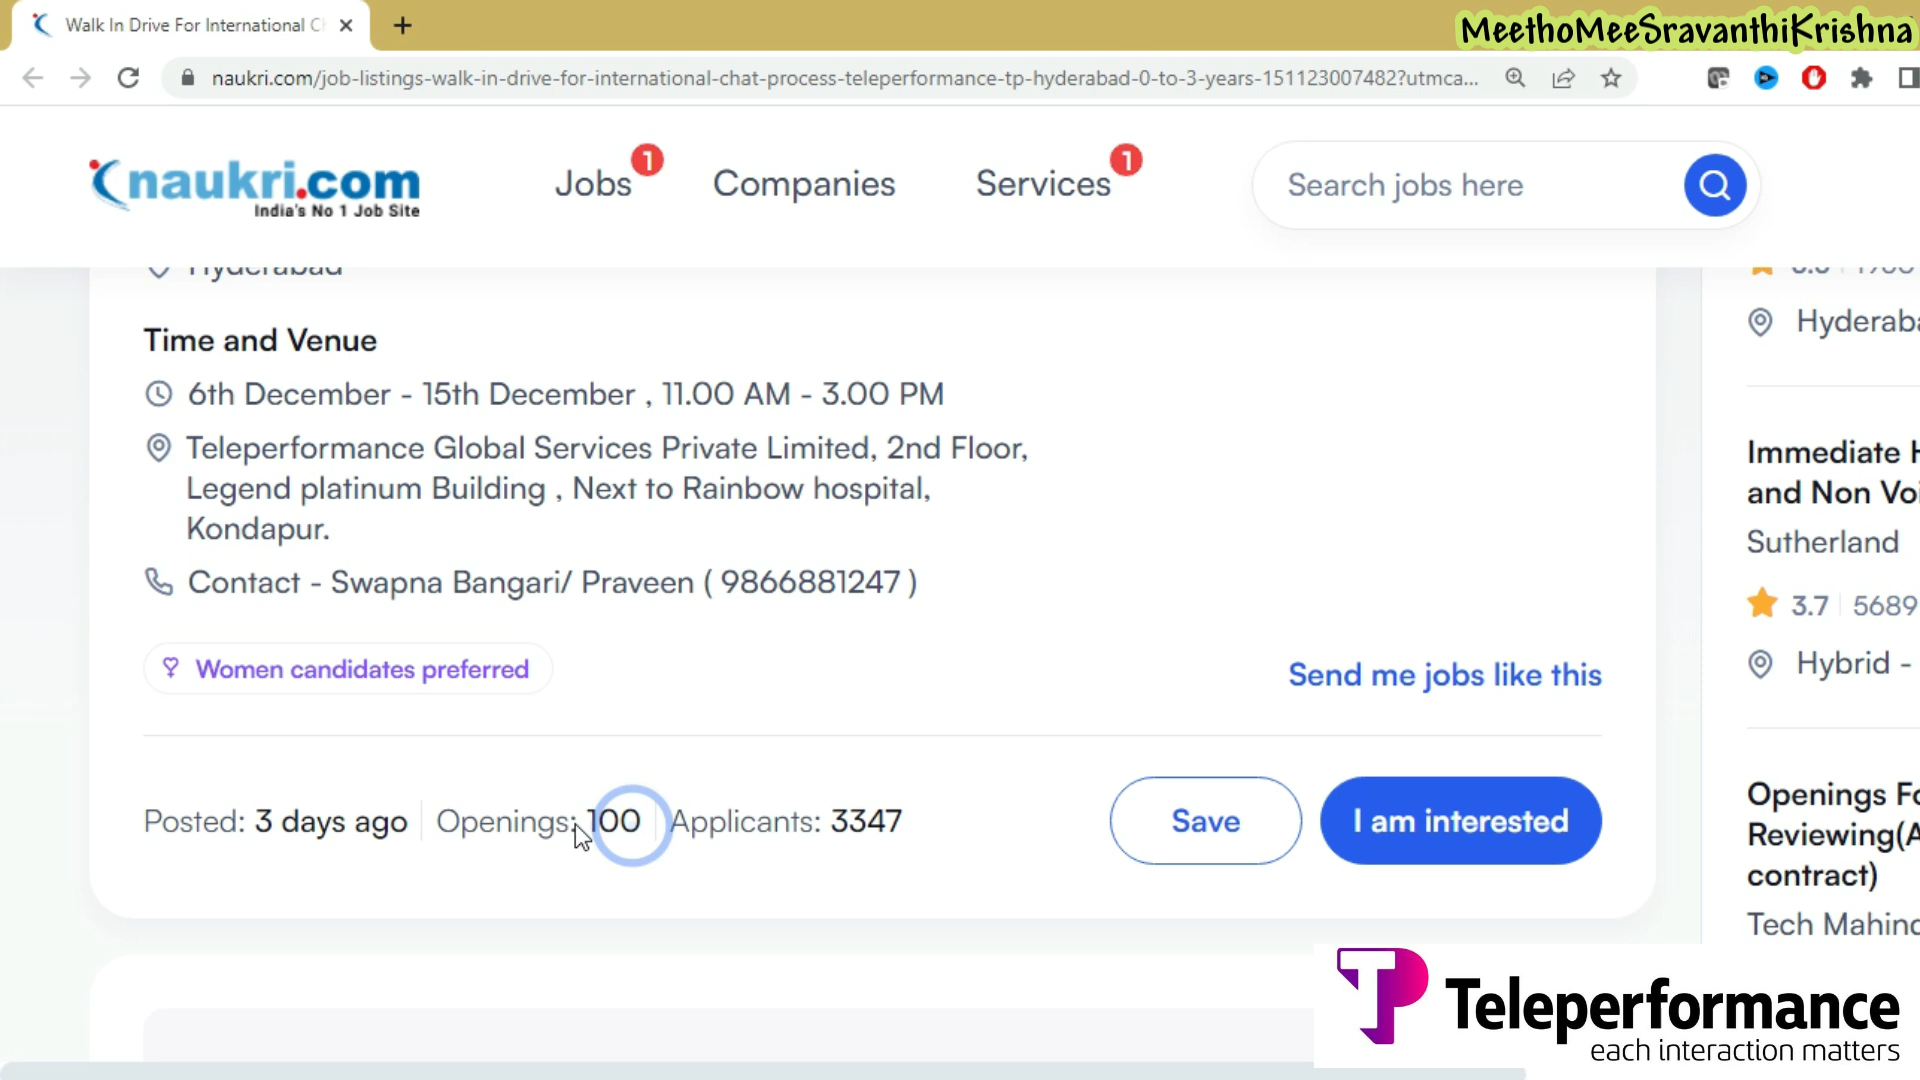 Walk In Drive For International Ch
MeethoMeeSravanthiKrishna
naukri.com/job-listings-walk-in-drive-for-international-chat-process-teleperformance-tp-hyderabad-0-to-3-years-151123007482?utmca...
naukri.com
India's No 1 Job Site
Jobs 1
Companies
Services 1
Search jobs here
Hyderabad
Time and Venue
6th December - 15th December , 11.00 AM - 3.00 PM
Teleperformance Global Services Private Limited, 2nd Floor,
Legend platinum Building , Next to Rainbow hospital,
Kondapur.
Contact - Swapna Bangari/ Praveen ( 9866881247 )
Women candidates preferred
Send me jobs like this
Posted: 3 days ago
Openings: 100
Applicants: 3347
Save
I am interested
Hyderaba
Immediate H
and Non Voi
Sutherland
3.7 5689
Hybrid -
Openings Fo
Reviewing(A
contract)
Tech Mahind
Teleperformance
each interaction matters